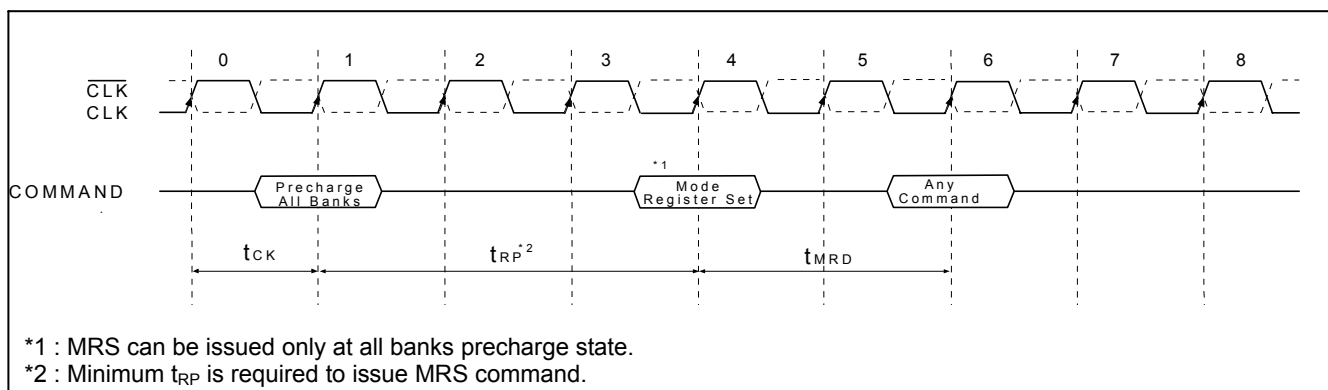 0 1 2 3 4 5 6 7 8
CLK
CLK
COMMAND
Precharge
All Banks
*1
Mode
Register Set
Any
Command
tCK
tRP*2
tMRD
*1 : MRS can be issued only at all banks precharge state.
*2 : Minimum tRP is required to issue MRS command.